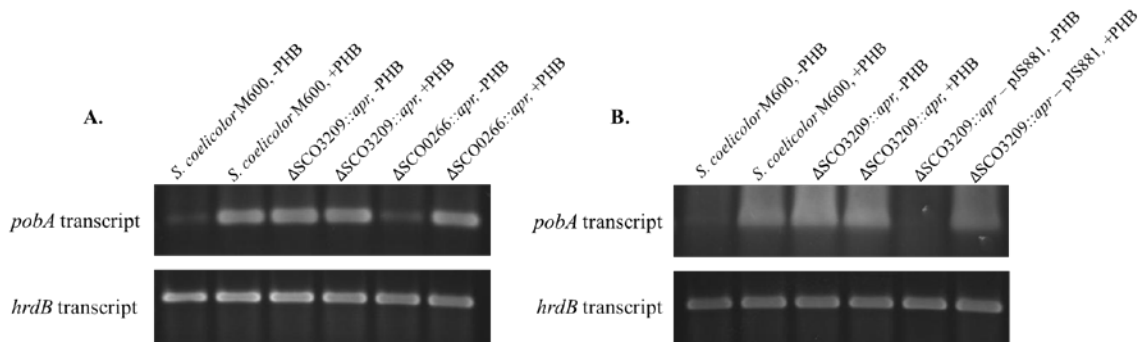 A.
S. coelicolor M600, -PHB
S. coelicolor M600, +PHB
ΔSCO3209::apr, -PHB
ΔSCO3209::apr, +PHB
ΔSCO0266::apr, -PHB
ΔSCO0266::apr, +PHB
pobA transcript
hrdB transcript
B.
S. coelicolor M600, -PHB
S. coelicolor M600, +PHB
ΔSCO3209::apr, -PHB
ΔSCO3209::apr, +PHB
ΔSCO3209::apr – pJS881, -PHB
ΔSCO3209::apr – pJS881, +PHB
pobA transcript
hrdB transcript